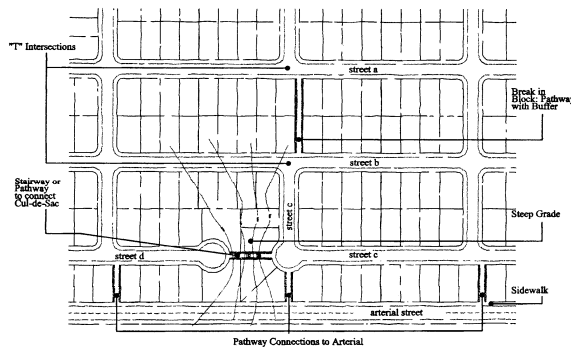 "T" Intersections
street a
Break in
Block: Pathway
with Buffer
street b
Stairway or
Pathway
to connect
Cul-de-Sac
street c
Steep Grade
street d
street c
Sidewalk
arterial street
Pathway Connections to Arterial